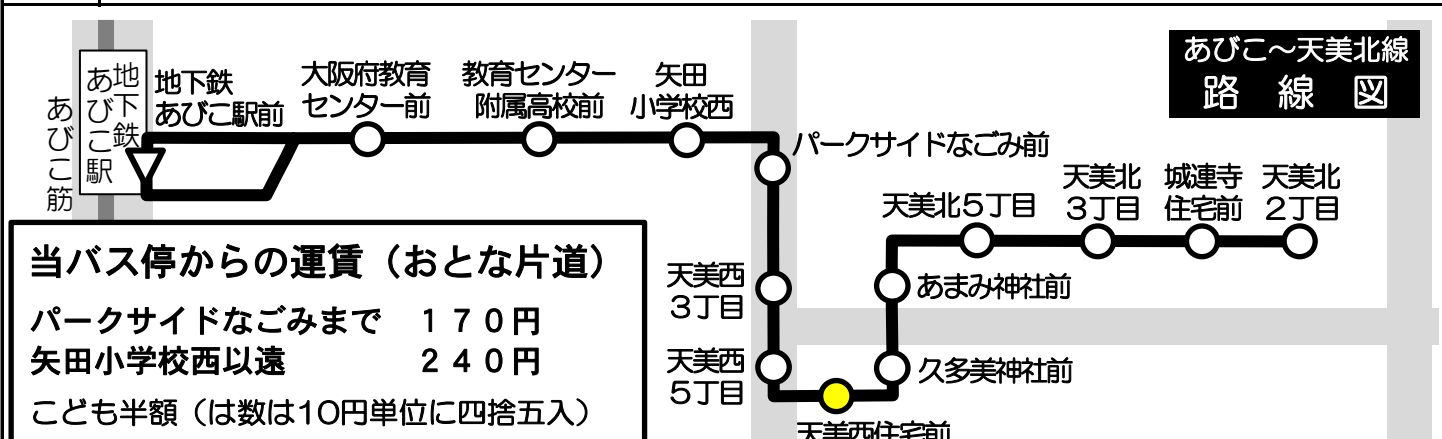 あびこ～天美北線
路線図
あびこ筋
地下鉄
あびこ駅
地下鉄
あびこ駅前
大阪府教育
センター前
教育センター
附属高校前
矢田
小学校西
パークサイドなごみ前
天美西
3丁目
天美西
5丁目
天美西住宅前
久多美神社前
あまみ神社前
天美北5丁目
天美北
3丁目
城連寺
住宅前
天美北
2丁目
当バス停からの運賃（おとな片道）
パークサイドなごみまで　１７０円
矢田小学校西以遠　２４０円
こども半額（は数は10円単位に四捨五入）